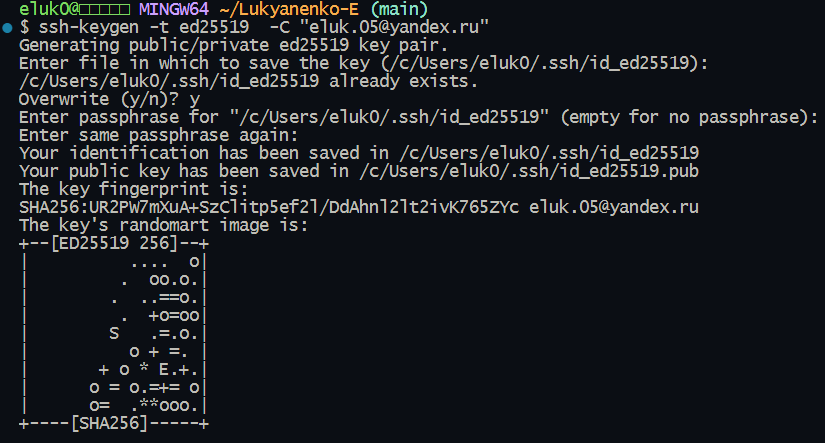 eluk0@□□□□□ MINGW64 ~/Lukyanenko-E (main)
$ ssh-keygen -t ed25519  -C "eluk.05@yandex.ru"
Generating public/private ed25519 key pair.
Enter file in which to save the key (/c/Users/eluk0/.ssh/id_ed25519):
/c/Users/eluk0/.ssh/id_ed25519 already exists.
Overwrite (y/n)? y
Enter passphrase for "/c/Users/eluk0/.ssh/id_ed25519" (empty for no passphrase):
Enter same passphrase again:
Your identification has been saved in /c/Users/eluk0/.ssh/id_ed25519
Your public key has been saved in /c/Users/eluk0/.ssh/id_ed25519.pub
The key fingerprint is:
SHA256:UR2PW7mXuA+SzClitp5ef2l/DdAhnl2lt2ivK765ZYc eluk.05@yandex.ru
The key's randomart image is:
+--[ED25519 256]--+
|          ....  o|
|         .  oo.o.|
|        .  ..==o.|
|         .  +o=oo|
|        S   .=.o.|
|          o + =. |
|       + o * E.+.|
|      o = o.=+= o|
|      o=  .**ooo.|
+----[SHA256]-----+